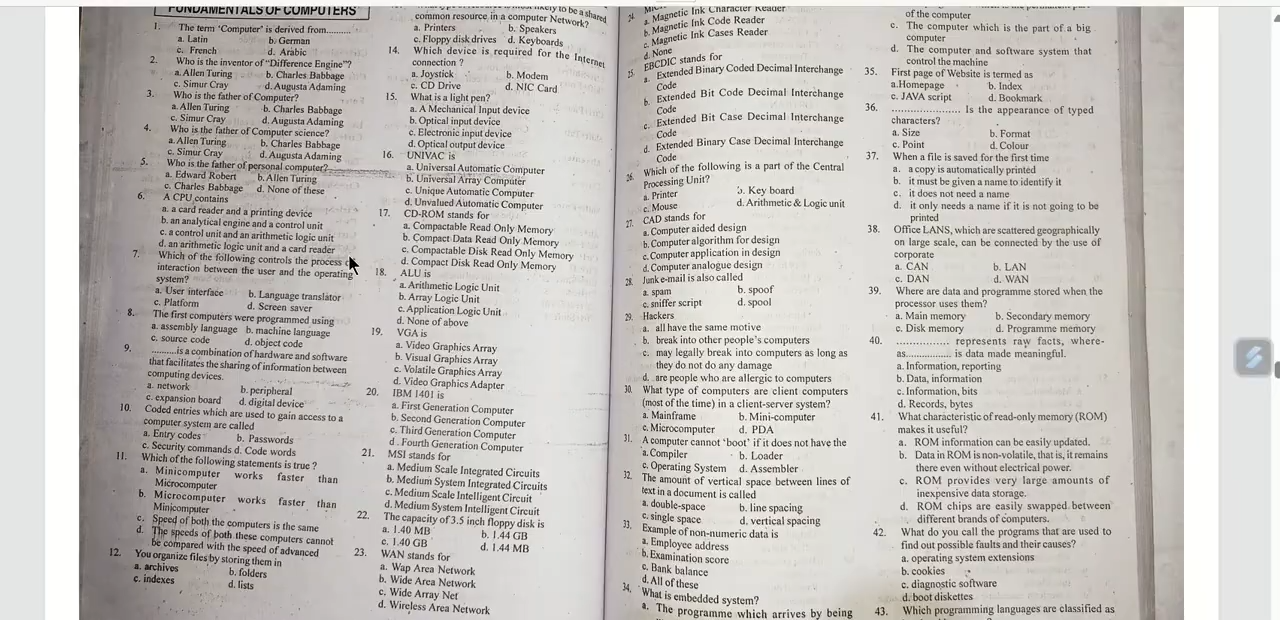 FUNDAMENTALS OF COMPUTERS
1. The term 'Computer' is derived from.........
a. Latin b. German
c. French d. Arabic
2. Who is the inventor of "Difference Engine"?
a. Allen Turing b. Charles Babbage
c. Simur Cray d. Augusta Adaming
3. Who is the father of Computer?
a. Allen Turing b. Charles Babbage
c. Simur Cray d. Augusta Adaming
4. Who is the father of Computer science?
a. Allen Turing b. Charles Babbage
c. Simur Cray d. Augusta Adaming
5. Who is the father of personal computer?
a. Edward Robert b. Allen Turing
c. Charles Babbage d. None of these
6. A CPU contains
a. a card reader and a printing device
b. an analytical engine and a control unit
c. a control unit and an arithmetic logic unit
d. an arithmetic logic unit and a card reader
7. Which of the following controls the process
interaction between the user and the operating
system?
a. User interface b. Language translator
c. Platform d. Screen saver
8. The first computers were programmed using
a. assembly language b. machine language
c. source code d. object code
9. ..........is a combination of hardware and software
that facilitates the sharing of information between
computing devices.
a. network b. peripheral
c. expansion board d. digital device
10. Coded entries which are used to gain access to a
computer system are called
a. Entry codes b. Passwords
c. Security commands d. Code words
11. Which of the following statements is true ?
a. Minicomputer works faster than
Microcomputer
b. Microcomputer works faster than
Minicomputer
c. Speed of both the computers is the same
d. The speeds of both these computers cannot
be compared with the speed of advanced
12. You organize files by storing them in
a. archives b. folders
c. indexes d. lists
likely to be a shared
common resource in a computer Network?
a. Printers b. Speakers
c. Floppy disk drives d. Keyboards
14. Which device is required for the Internet
connection ?
a. Joystick b. Modem
c. CD Drive d. NIC Card
15. What is a light pen?
a. A Mechanical Input device
b. Optical input device
c. Electronic input device
d. Optical output device
16. UNIVAC is
a. Universal Automatic Computer
b. Universal Array Computer
c. Unique Automatic Computer
d. Unvalued Automatic Computer
17. CD-ROM stands for
a. Compactable Read Only Memory
b. Compact Data Read Only Memory
c. Compactable Disk Read Only Memory
d. Compact Disk Read Only Memory
18. ALU is
a. Arithmetic Logic Unit
b. Array Logic Unit
c. Application Logic Unit
d. None of above
19. VGA is
a. Video Graphics Array
b. Visual Graphics Array
c. Volatile Graphics Array
d. Video Graphics Adapter
20. IBM 1401 is
a. First Generation Computer
b. Second Generation Computer
c. Third Generation Computer
d. Fourth Generation Computer
21. MSI stands for
a. Medium Scale Integrated Circuits
b. Medium System Integrated Circuits
c. Medium Scale Intelligent Circuit
d. Medium System Intelligent Circuit
22. The capacity of 3.5 inch floppy disk is
a. 1.40 MB b. 1.44 GB
c. 1.40 GB d. 1.44 MB
23. WAN stands for
a. Wap Area Network
b. Wide Area Network
c. Wide Array Net
d. Wireless Area Network
24.
a. Magnetic Ink Character Reader
b. Magnetic Ink Code Reader
c. Magnetic Ink Cases Reader
d. None
25. EBCDIC stands for
a. Extended Binary Coded Decimal Interchange
Code
b. Extended Bit Code Decimal Interchange
Code
c. Extended Bit Case Decimal Interchange
Code
d. Extended Binary Case Decimal Interchange
Code
26. Which of the following is a part of the Central
Processing Unit?
a. Printer b. Key board
c. Mouse d. Arithmetic & Logic unit
27. CAD stands for
a. Computer aided design
b. Computer algorithm for design
c. Computer application in design
d. Computer analogue design
28. Junk e-mail is also called
a. spam b. spoof
c. sniffer script d. spool
29. Hackers
a. all have the same motive
b. break into other people's computers
c. may legally break into computers as long as
they do not do any damage
d. are people who are allergic to computers
30. What type of computers are client computers
(most of the time) in a client-server system?
a. Mainframe b. Mini-computer
c. Microcomputer d. PDA
31. A computer cannot 'boot' if it does not have the
a. Compiler b. Loader
c. Operating System d. Assembler
32. The amount of vertical space between lines of
text in a document is called
a. double-space b. line spacing
c. single space d. vertical spacing
33. Example of non-numeric data is
a. Employee address
b. Examination score
c. Bank balance
d. All of these
34. What is embedded system?
a. The programme which arrives by being
of the computer
c. The computer which is the part of a big
computer
d. The computer and software system that
control the machine
35. First page of Website is termed as
a. Homepage b. Index
c. JAVA script d. Bookmark
36. ..................... Is the appearance of typed
characters?
a. Size b. Format
c. Point d. Colour
37. When a file is saved for the first time
a. a copy is automatically printed
b. it must be given a name to identify it
c. it does not need a name
d. it only needs a name if it is not going to be
printed
38. Office LANS, which are scattered geographically
on large scale, can be connected by the use of
corporate
a. CAN b. LAN
c. DAN d. WAN
39. Where are data and programme stored when the
processor uses them?
a. Main memory b. Secondary memory
c. Disk memory d. Programme memory
40. ................ represents raw facts, where-
as................ is data made meaningful.
a. Information, reporting
b. Data, information
c. Information, bits
d. Records, bytes
41. What characteristic of read-only memory (ROM)
makes it useful?
a. ROM information can be easily updated.
b. Data in ROM is non-volatile, that is, it remains
there even without electrical power.
c. ROM provides very large amounts of
inexpensive data storage.
d. ROM chips are easily swapped between
different brands of computers.
42. What do you call the programs that are used to
find out possible faults and their causes?
a. operating system extensions
b. cookies
c. diagnostic software
d. boot diskettes
43. Which programming languages are classified as